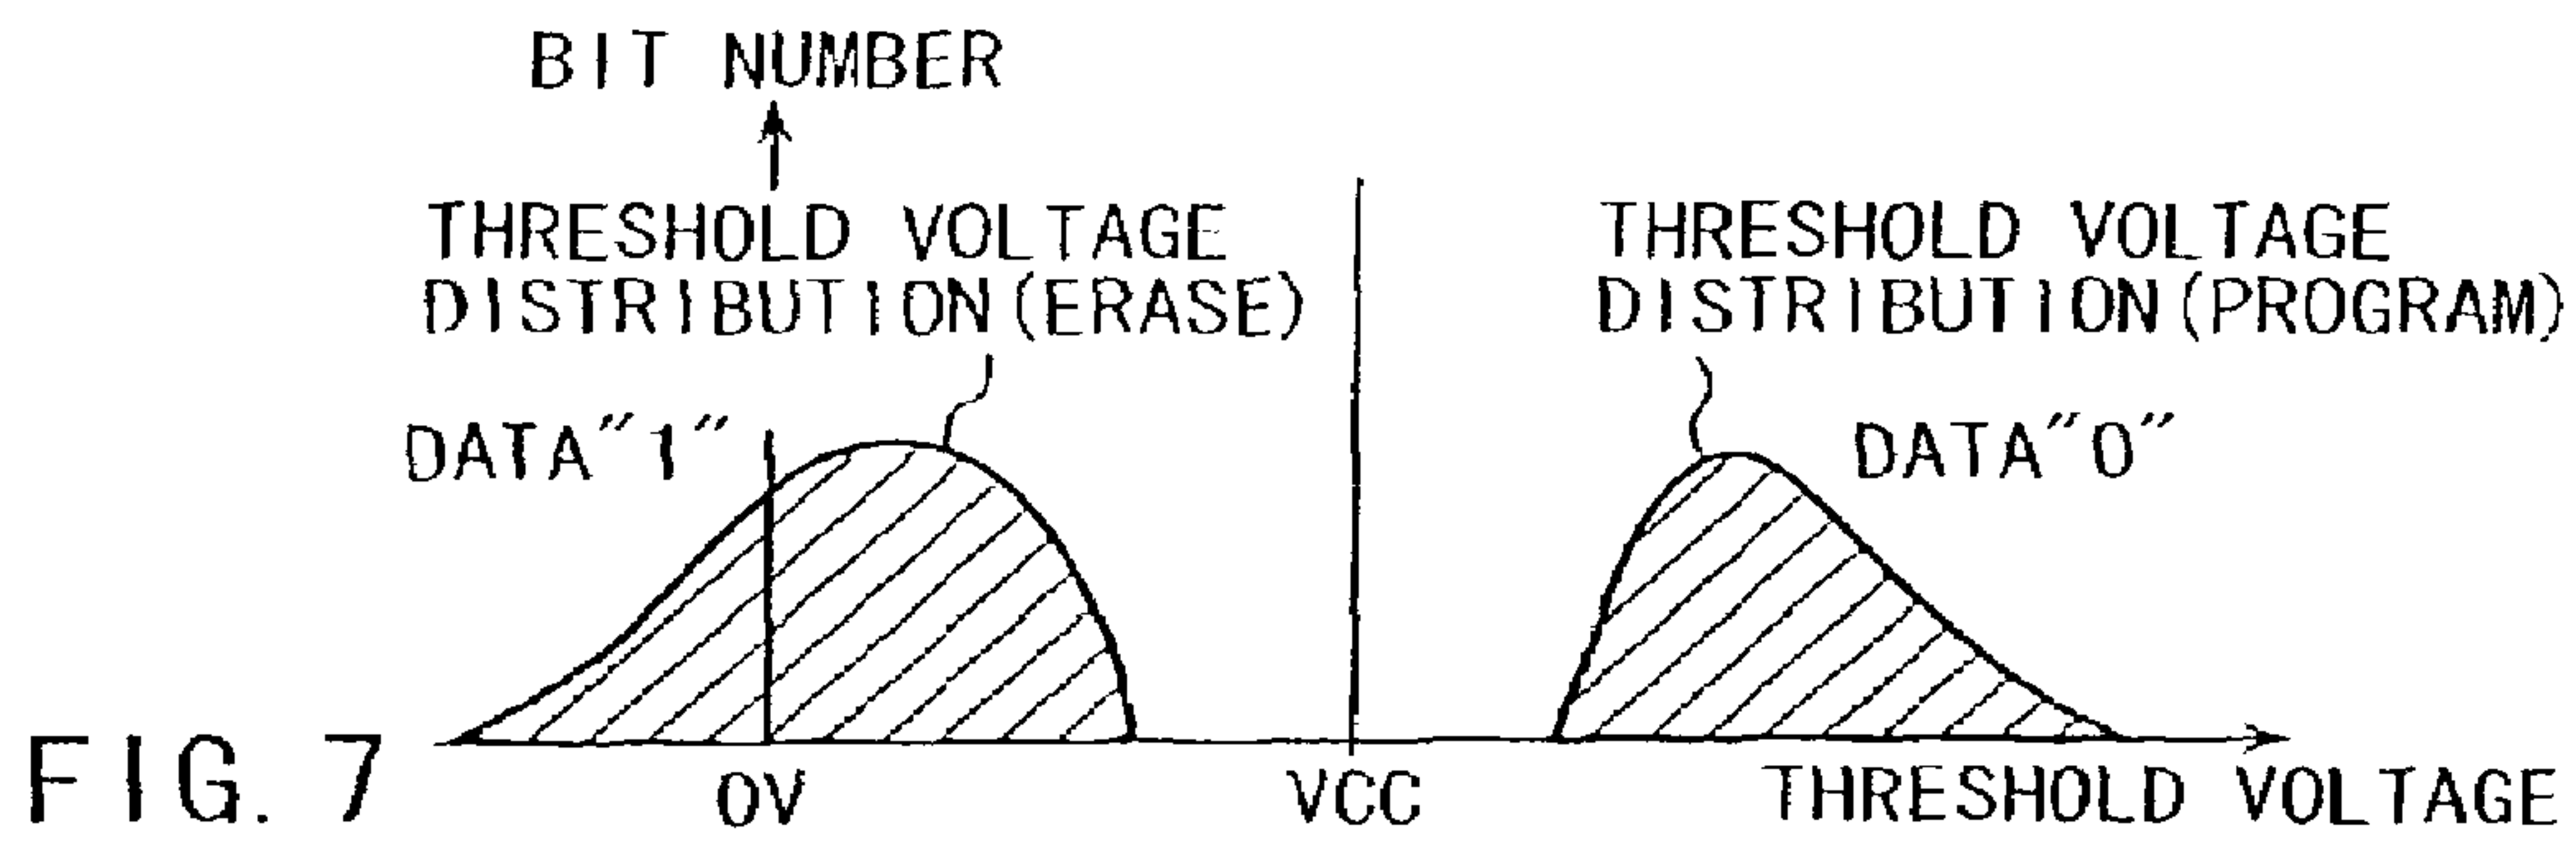 BIT NUMBER
THRESHOLD VOLTAGE
DISTRIBUTION(ERASE)
THRESHOLD VOLTAGE
DISTRIBUTION(PROGRAM)
DATA"1"
DATA"0"
0V
VCC
THRESHOLD VOLTAGE
FIG. 7